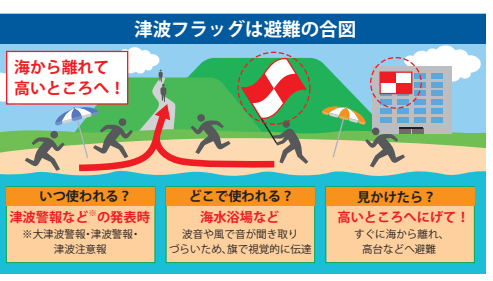 津波フラッグは避難の合図
海から離れて
高いところへ！
いつ使われる？
津波警報など※の発表時
※大津波警報・津波警報・
津波注意報
どこで使われる？
海水浴場など
波音や風で音が聞き取り
づらいため、旗で視覚的に伝達
見かけたら？
高いところへにげて！
すぐに海から離れ、
高台などへ避難